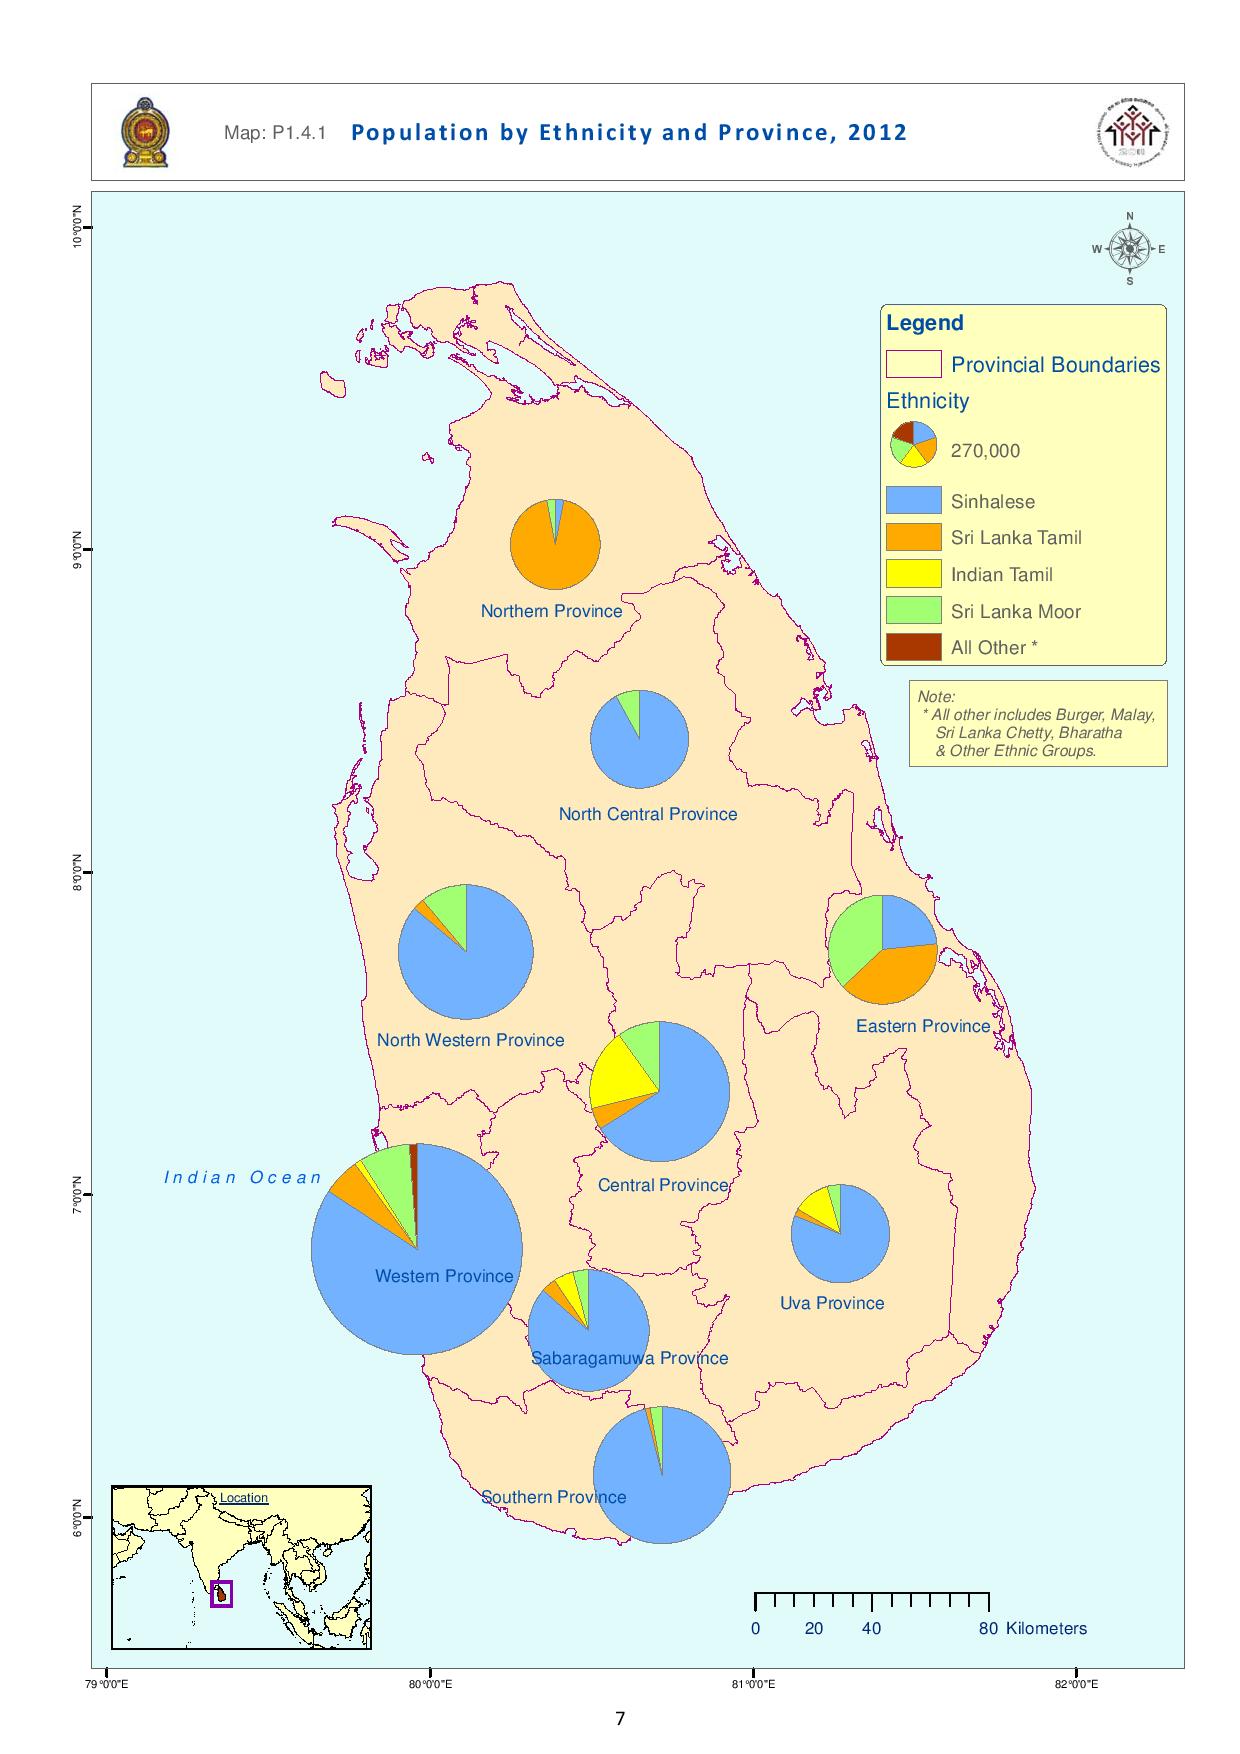 Map: P1.4.1 Population by Ethnicity and Province, 2012
10°0'0"N
9°0'0"N
8°0'0"N
7°0'0"N
6°0'0"N
N
W E
S
Legend
Provincial Boundaries
Ethnicity
270,000
Sinhalese
Sri Lanka Tamil
Indian Tamil
Sri Lanka Moor
All Other *
Note:
* All other includes Burger, Malay,
Sri Lanka Chetty, Bharatha
& Other Ethnic Groups.
Northern Province
North Central Province
Eastern Province
North Western Province
Indian Ocean
Central Province
Western Province
Uva Province
Sabaragamuwa Province
Southern Province
Location
0 20 40 80 Kilometers
79°0'0"E 80°0'0"E 81°0'0"E 82°0'0"E
7